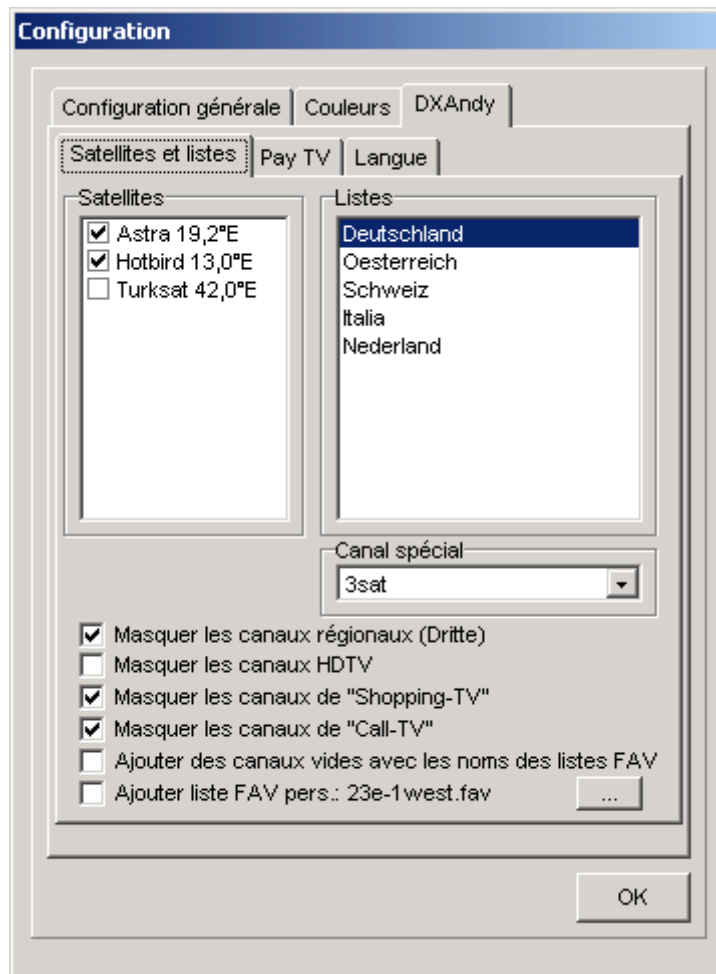 Configuration
Configuration générale
Couleurs
DXAndy
Satellites et listes
Pay TV
Langue
Satellites
Astra 19,2°E
Hotbird 13,0°E
Turksat 42,0°E
Listes
Deutschland
Oesterreich
Schweiz
Italia
Nederland
Canal spécial
3sat
Masquer les canaux régionaux (Dritte)
Masquer les canaux HDTV
Masquer les canaux de "Shopping-TV"
Masquer les canaux de "Call-TV"
Ajouter des canaux vides avec les noms des listes FAV
Ajouter liste FAV pers.: 23e-1west.fav
...
OK